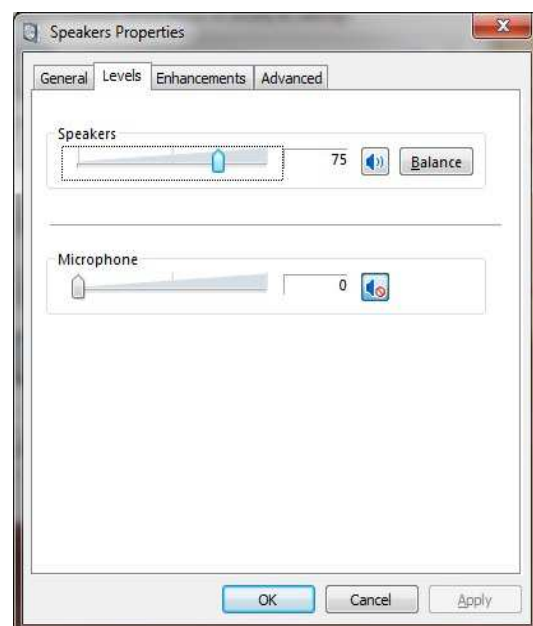 Speakers Properties
General Levels Enhancements Advanced
Speakers
75 Balance
Microphone
0
OK Cancel Apply